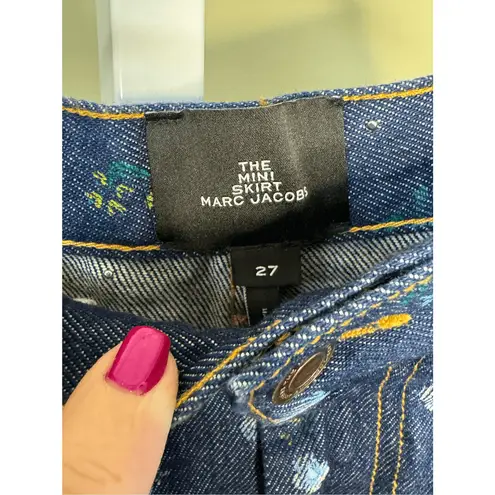 THE
MINI
SKIRT
MARC JACOBS
27